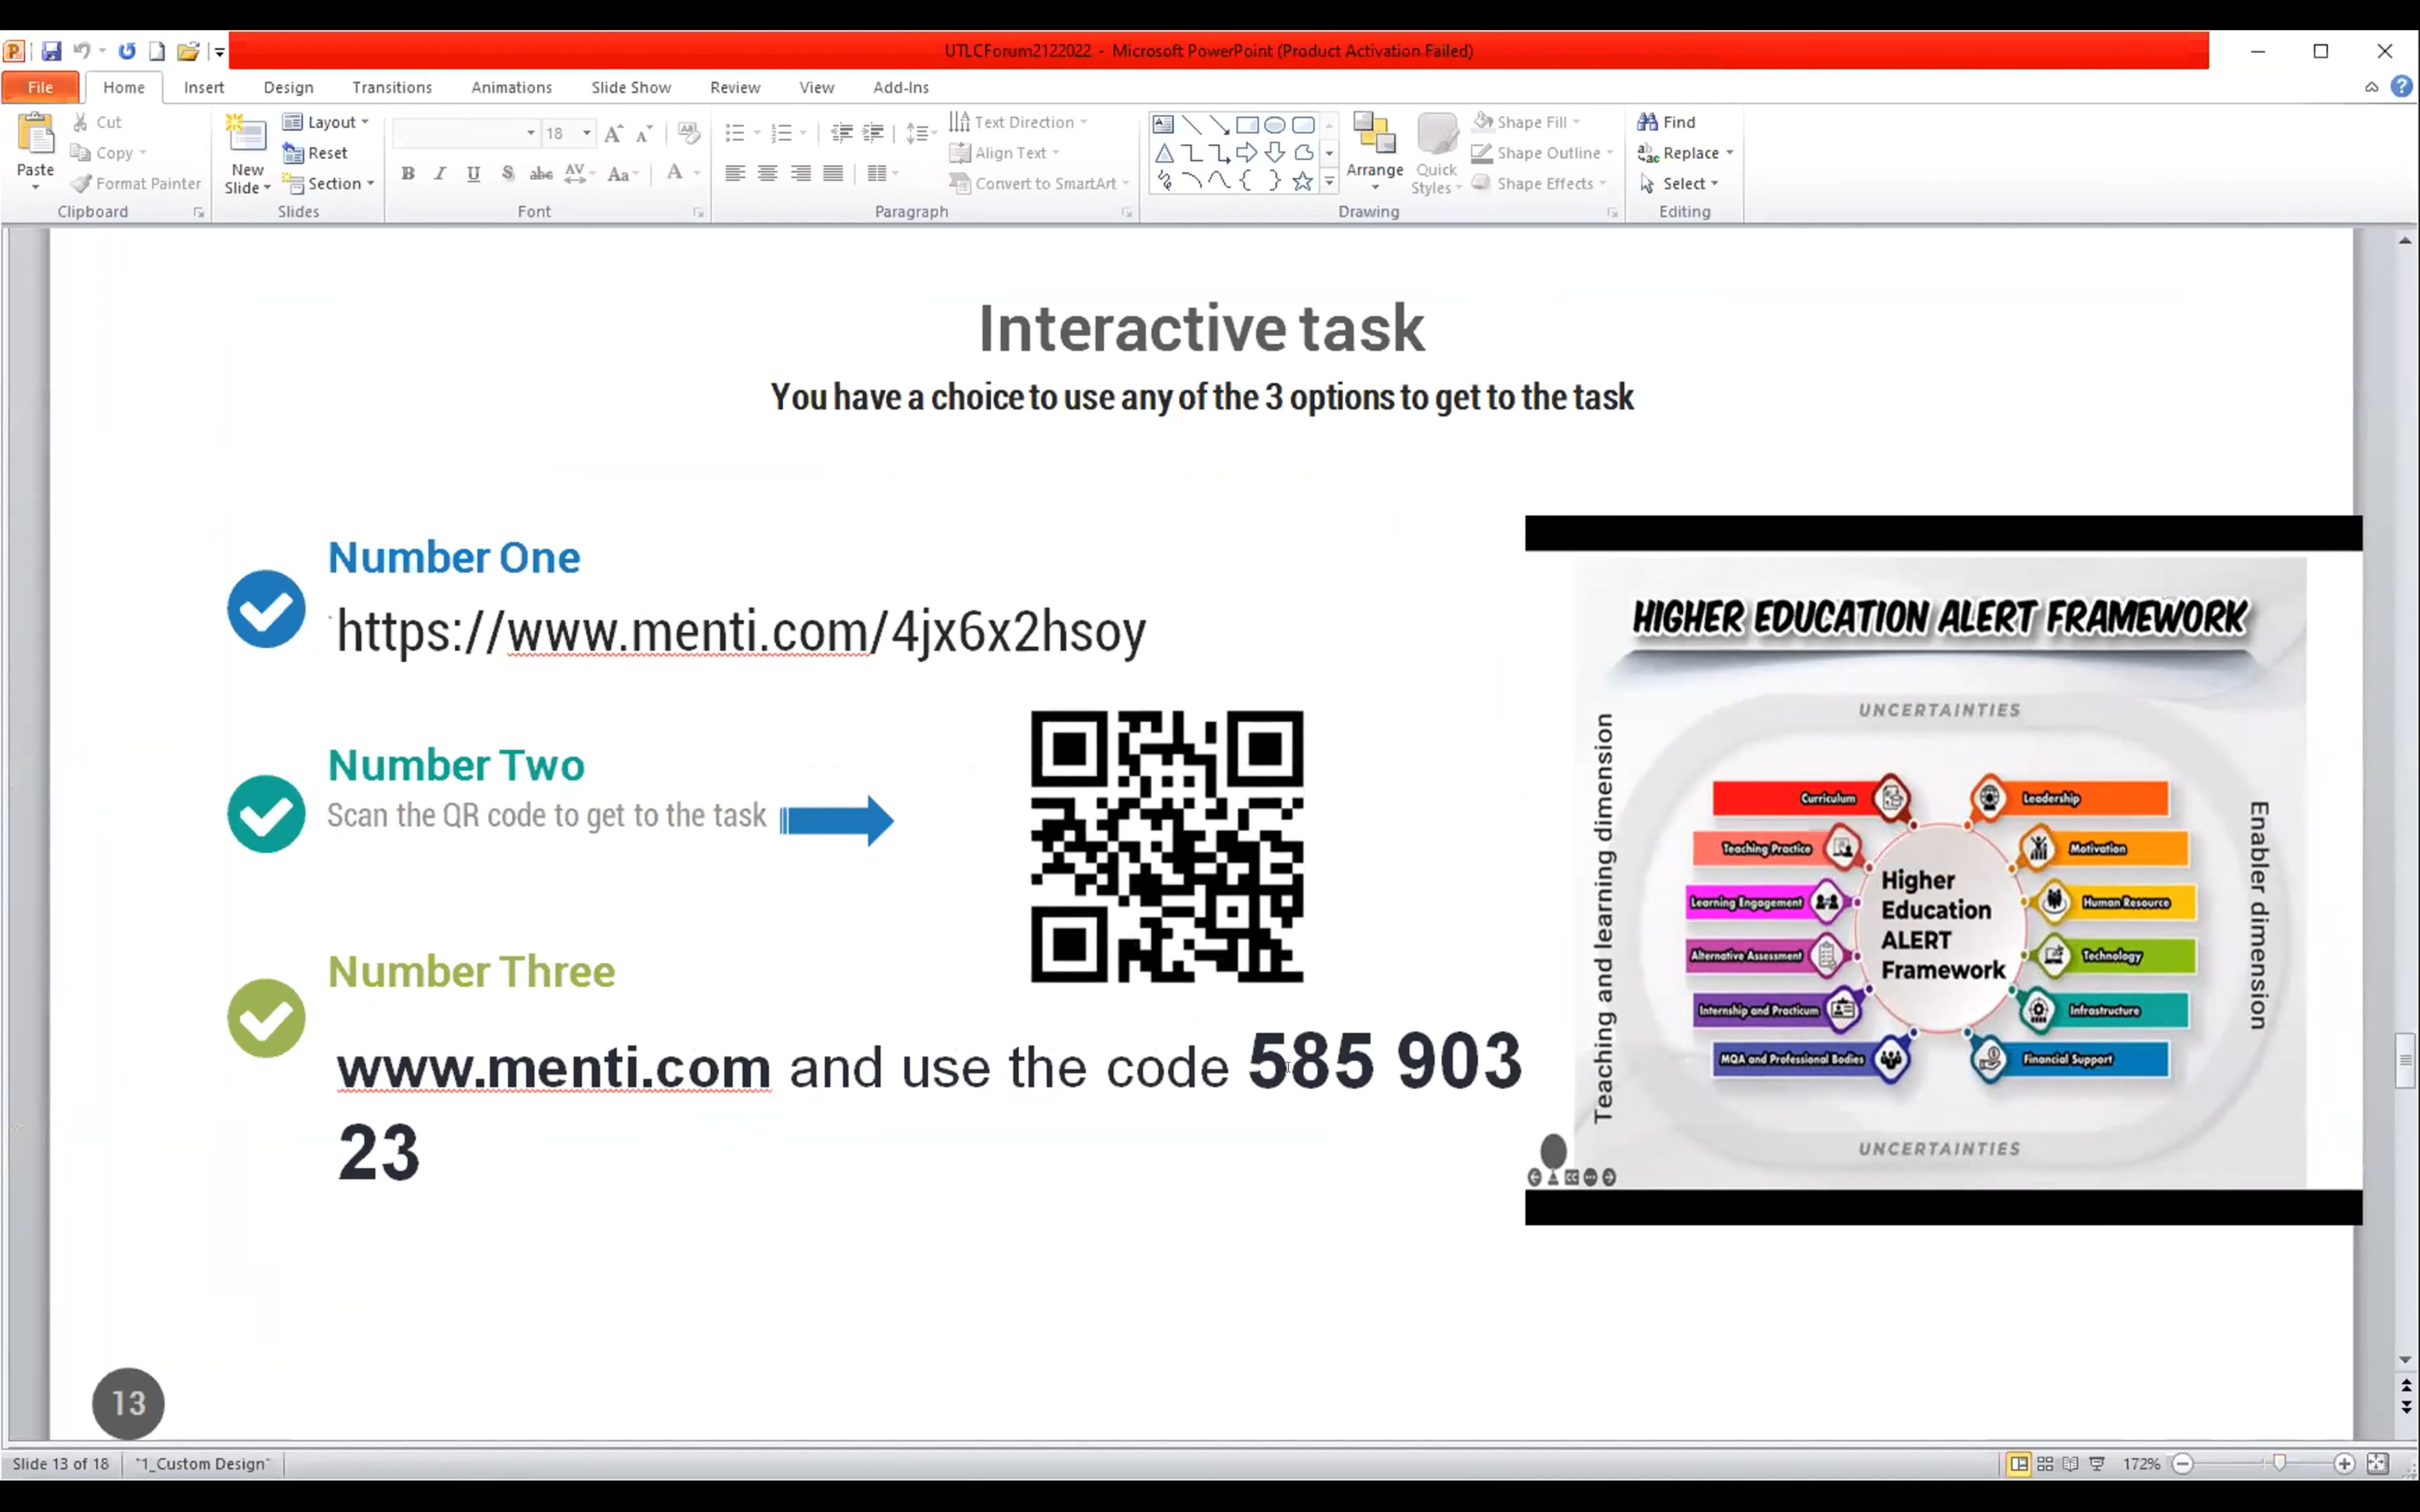 UTLCForum2122022 - Microsoft PowerPoint (Product Activation Failed)
File Home Insert Design Transitions Animations Slide Show Review View Add-Ins
Paste
Cut
Copy
Format Painter
Clipboard
New
Slide
Layout
Reset
Section
Slides
18
Font
Paragraph
Text Direction
Align Text
Convert to SmartArt
Arrange
Quick
Styles
Shape Fill
Shape Outline
Shape Effects
Drawing
Find
Replace
Select
Editing
Interactive task
You have a choice to use any of the 3 options to get to the task
Number One
https://www.menti.com/4jx6x2hsoy
Number Two
Scan the QR code to get to the task
Number Three
www.menti.com and use the code 585 903
23
HIGHER EDUCATION ALERT FRAMEWORK
UNCERTAINTIES
Teaching and learning dimension
Curriculum
Teaching Practice
Learning Engagement
Alternative Assessment
Internship and Practicum
MQA and Professional Bodies
Higher
Education
ALERT
Framework
Leadership
Motivation
Human Resource
Technology
Infrastructure
Financial Support
Enabler dimension
UNCERTAINTIES
13
Slide 13 of 18
"1_Custom Design"
172%